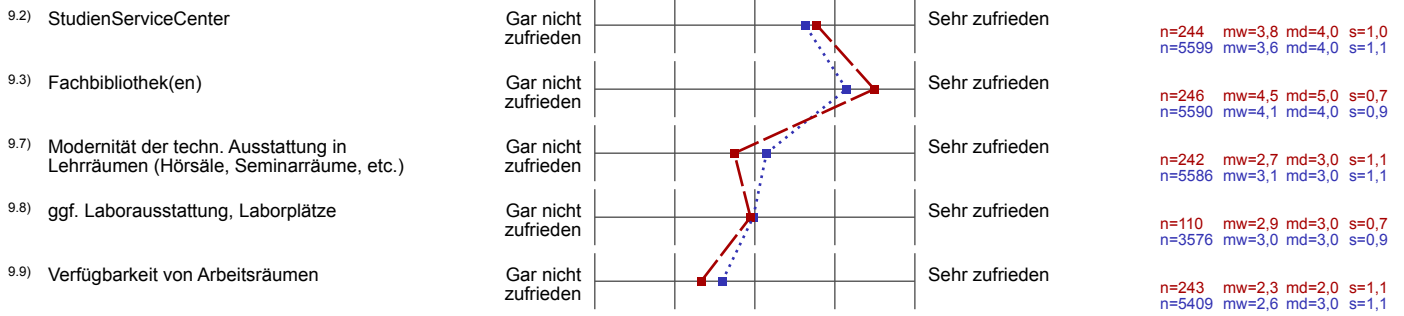 9.2) StudienServiceCenter
Gar nicht
zufrieden
Sehr zufrieden
n=244 mw=3,8 md=4,0 s=1,0
n=5599 mw=3,6 md=4,0 s=1,1
9.3) Fachbibliothek(en)
Gar nicht
zufrieden
Sehr zufrieden
n=246 mw=4,5 md=5,0 s=0,7
n=5590 mw=4,1 md=4,0 s=0,9
9.7) Modernität der techn. Ausstattung in
Lehrräumen (Hörsäle, Seminarräume, etc.)
Gar nicht
zufrieden
Sehr zufrieden
n=242 mw=2,7 md=3,0 s=1,1
n=5586 mw=3,1 md=3,0 s=1,1
9.8) ggf. Laborausstattung, Laborplätze
Gar nicht
zufrieden
Sehr zufrieden
n=110 mw=2,9 md=3,0 s=0,7
n=3576 mw=3,0 md=3,0 s=0,9
9.9) Verfügbarkeit von Arbeitsräumen
Gar nicht
zufrieden
Sehr zufrieden
n=243 mw=2,3 md=2,0 s=1,1
n=5409 mw=2,6 md=3,0 s=1,1